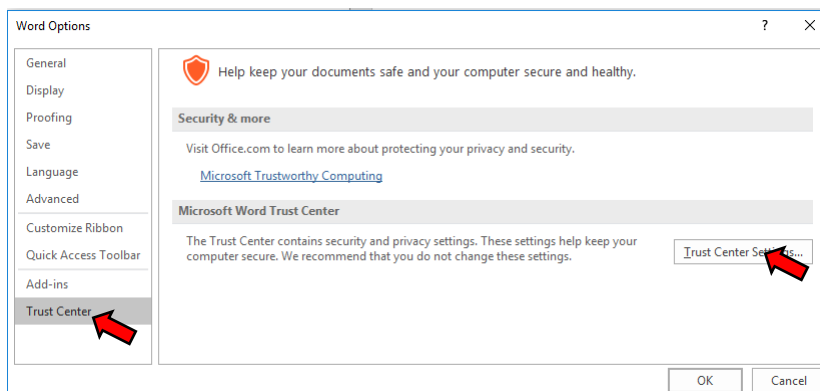 Word Options
?
General
Display
Proofing
Save
Language
Advanced
Customize Ribbon
Quick Access Toolbar
Add-ins
Trust Center
Help keep your documents safe and your computer secure and healthy.
Security & more
Visit Office.com to learn more about protecting your privacy and security.
Microsoft Trustworthy Computing
Microsoft Word Trust Center
The Trust Center contains security and privacy settings. These settings help keep your
computer secure. We recommend that you do not change these settings.
Trust Center Settings...
OK
Cancel